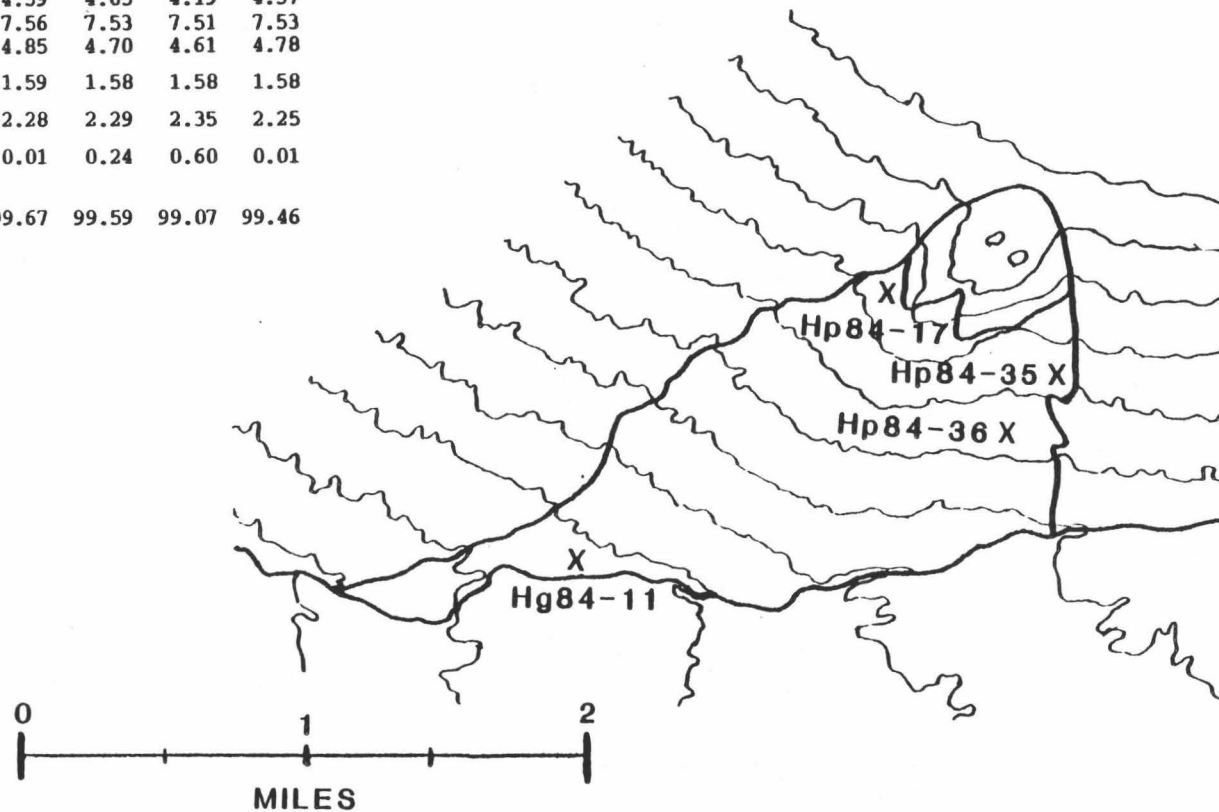 7.56 7.53 7.51 7.53
4.85 4.70 4.61 4.78
1.59 1.58 1.58 1.58
2.28 2.29 2.35 2.25
0.01 0.24 0.60 0.01
99.67 99.59 99.07 99.46
Hp84-17
Hp84-35 X
Hp84-36 X
X
X
Hg84-11
0 1 2
MILES